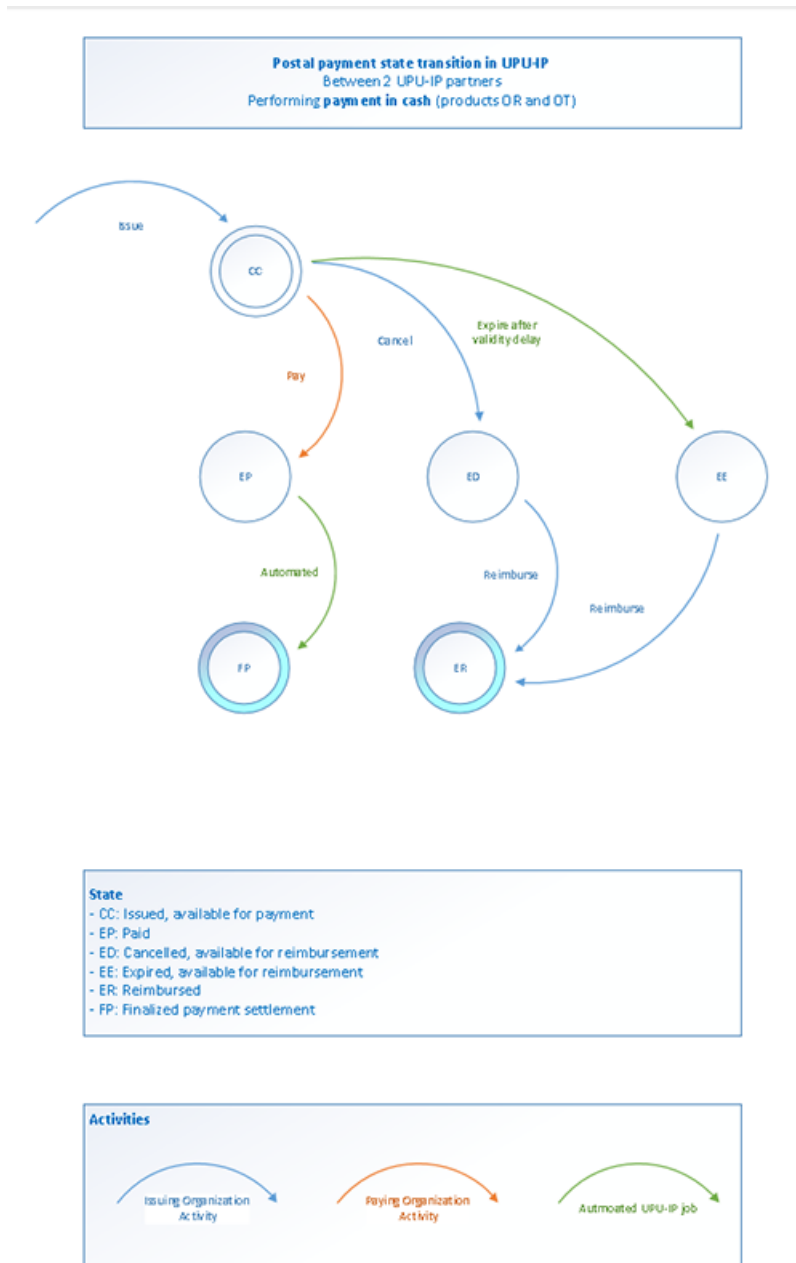 Postal payment state transition in UPU-IP
Between 2 UPU-IP partners
Performing payment in cash (products OR and OT)
Issue
CC
Cancel
Expire after
validity delay
Pay
EP
ED
EE
Automated
Reimburse
Reimburse
FP
ER
State
- CC: Issued, available for payment
- EP: Paid
- ED: Cancelled, available for reimbursement
- EE: Expired, available for reimbursement
- ER: Reimbursed
- FP: Finalized payment settlement
Activities
Issuing Organization
Activity
Paying Organization
Activity
Autmoated UPU-IP job